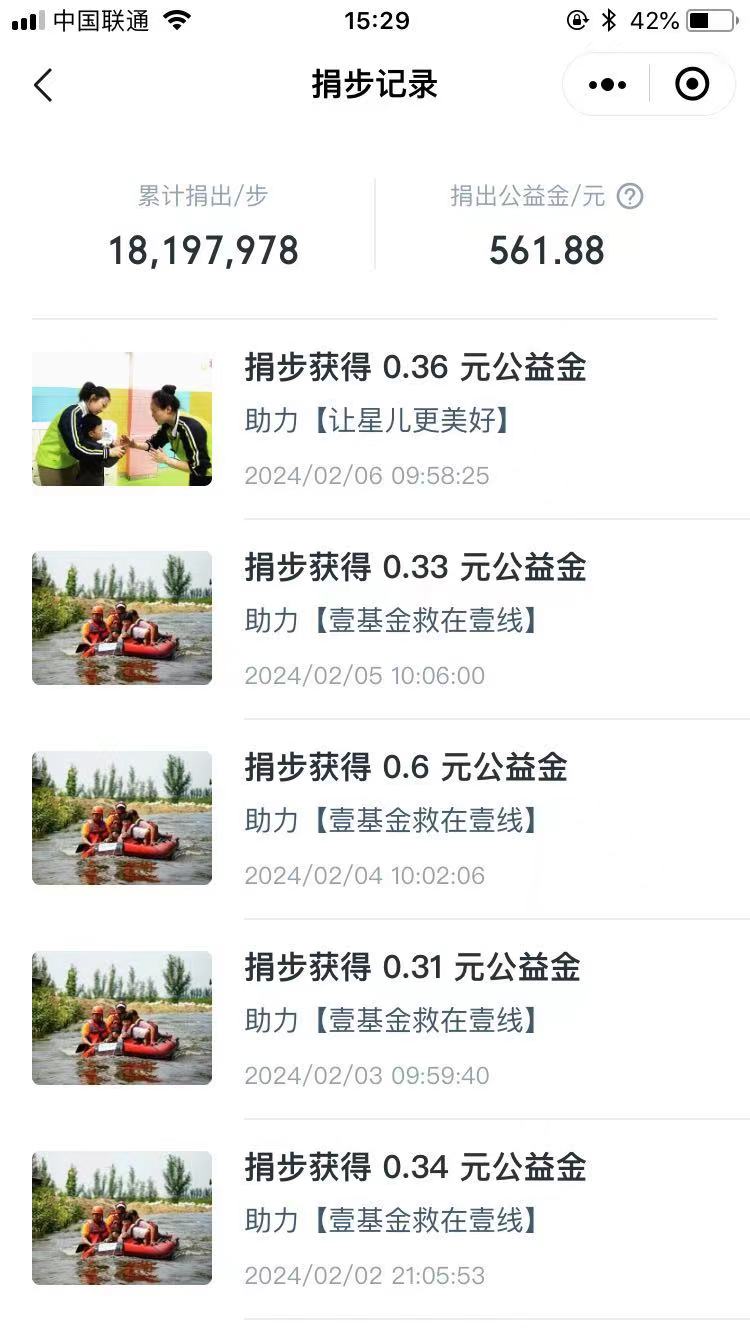 中国联通
15:29
42%
捐步记录
累计捐出/步
18,197,978
捐出公益金/元 ?
561.88
捐步获得 0.36 元公益金
助力【让星儿更美好】
2024/02/06 09:58:25
捐步获得 0.33 元公益金
助力【壹基金救在壹线】
2024/02/05 10:06:00
捐步获得 0.6 元公益金
助力【壹基金救在壹线】
2024/02/04 10:02:06
捐步获得 0.31 元公益金
助力【壹基金救在壹线】
2024/02/03 09:59:40
捐步获得 0.34 元公益金
助力【壹基金救在壹线】
2024/02/02 21:05:53